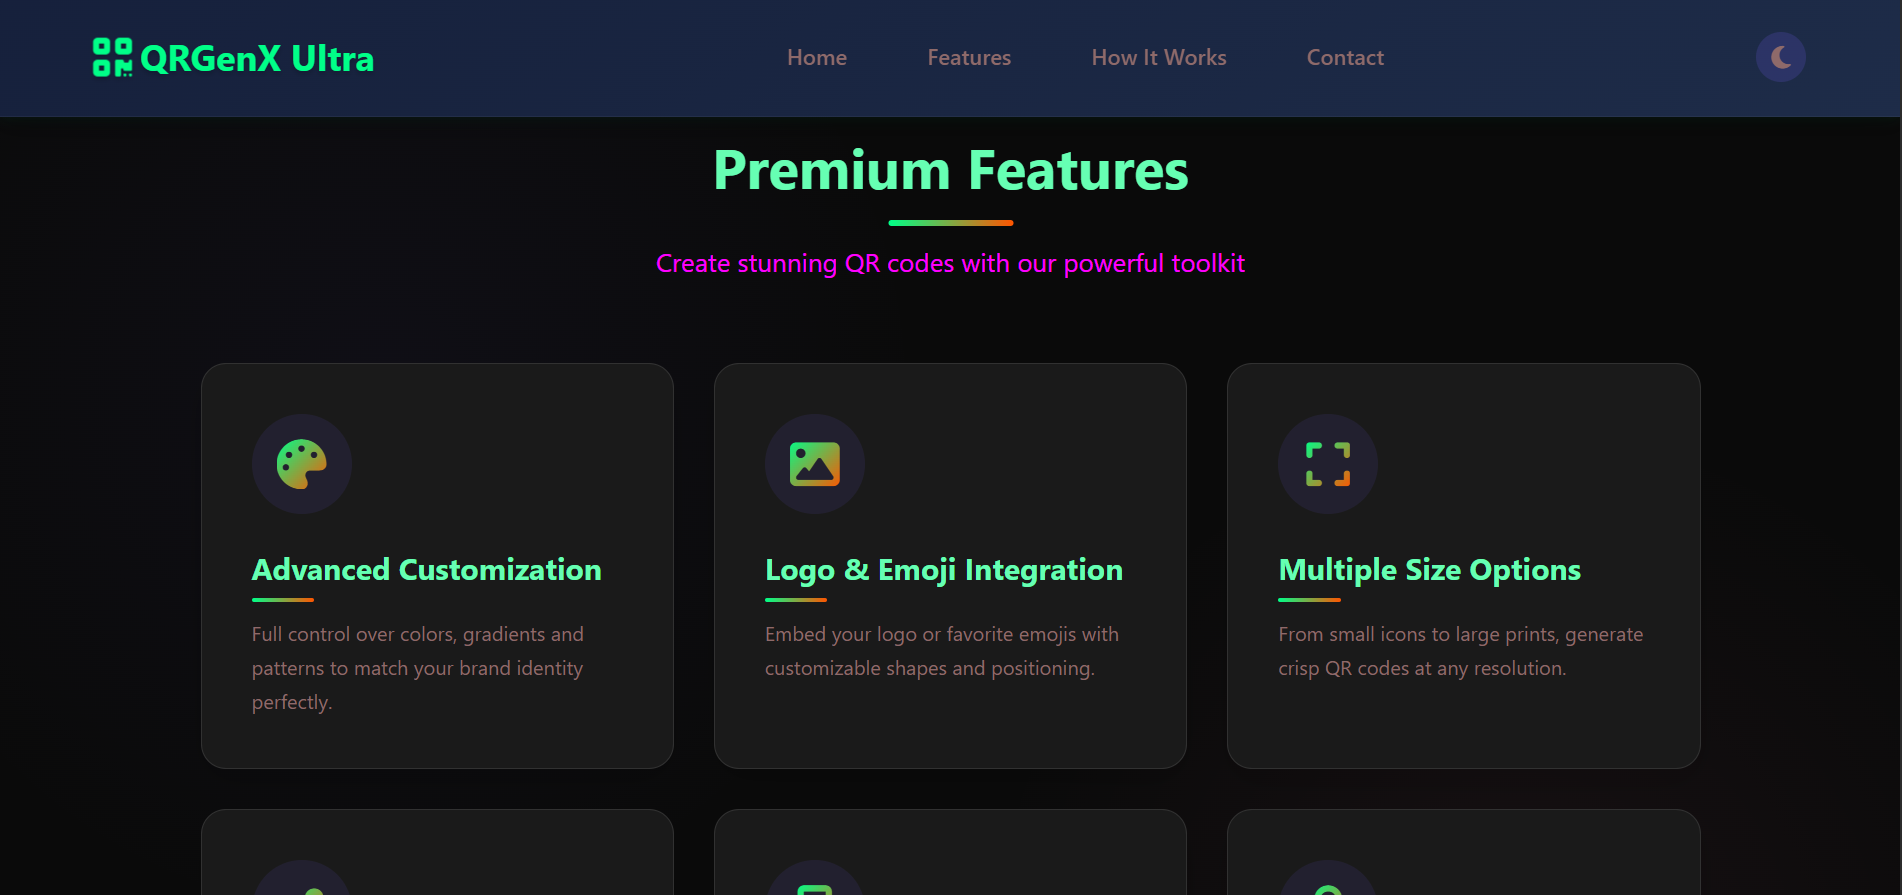 QRGenX Ultra
Home
Features
How It Works
Contact
Premium Features
Create stunning QR codes with our powerful toolkit
Advanced Customization
Full control over colors, gradients and
patterns to match your brand identity
perfectly.
Logo & Emoji Integration
Embed your logo or favorite emojis with
customizable shapes and positioning.
Multiple Size Options
From small icons to large prints, generate
crisp QR codes at any resolution.